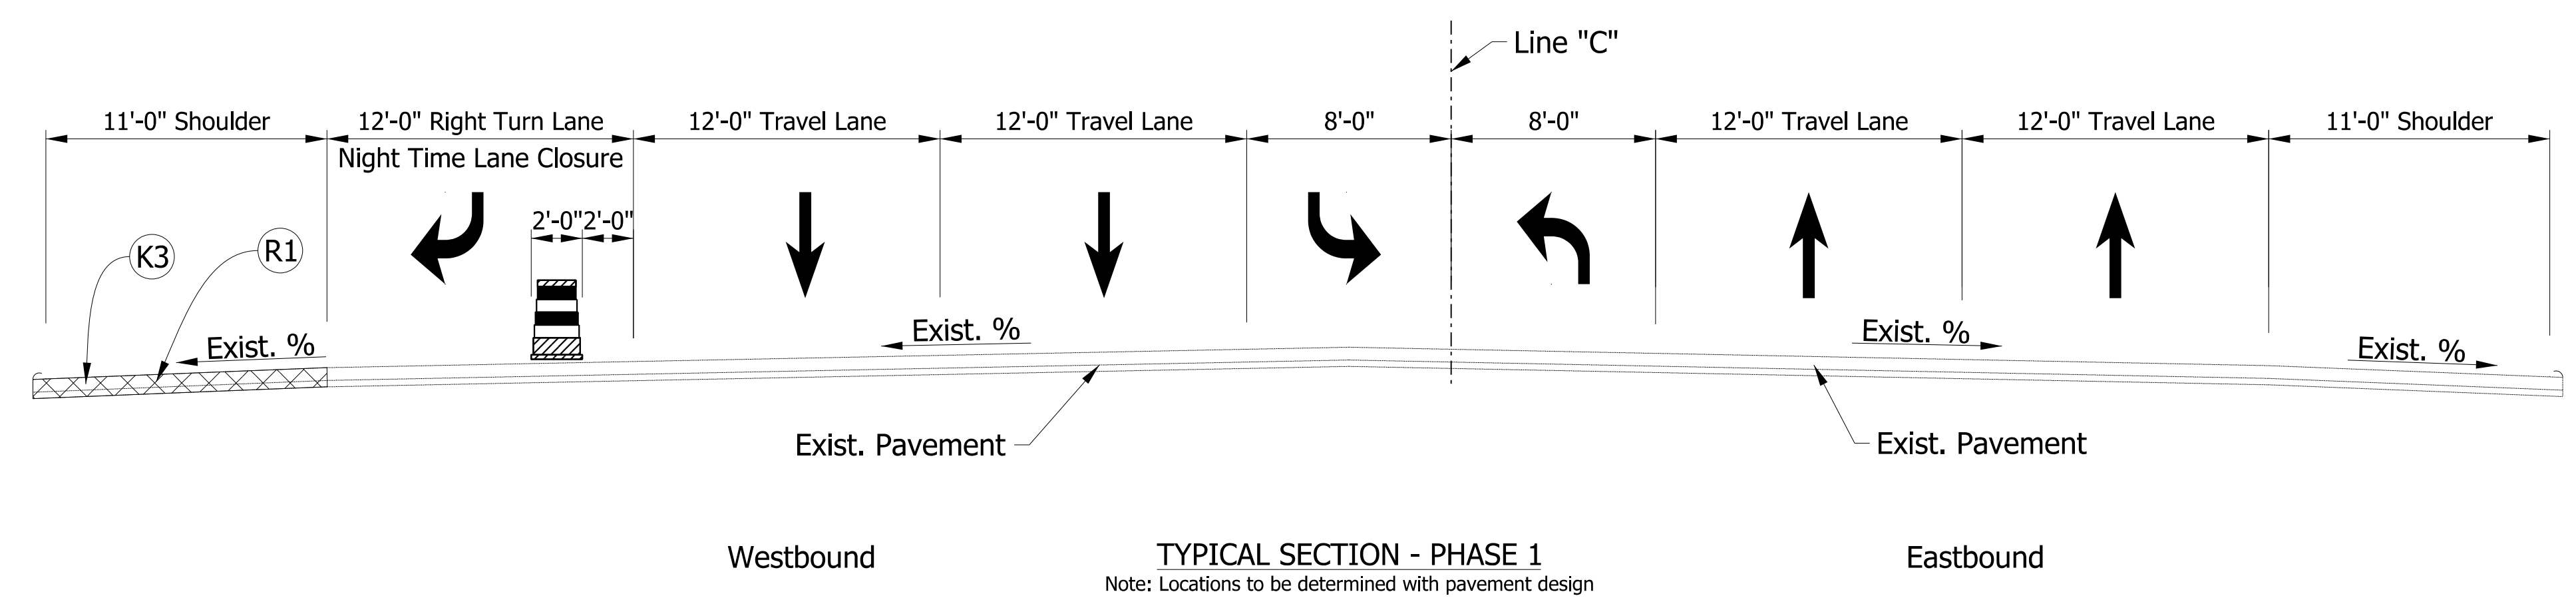 Line "C"
11'-0" Shoulder
12'-0" Right Turn Lane
12'-0" Travel Lane
12'-0" Travel Lane
8'-0"
8'-0"
12'-0" Travel Lane
12'-0" Travel Lane
11'-0" Shoulder
Night Time Lane Closure
2'-0"
2'-0"
K3
R1
Exist. %
Exist. %
Exist. %
Exist. %
Exist. Pavement
Exist. Pavement
Westbound
TYPICAL SECTION - PHASE 1
Eastbound
Note: Locations to be determined with pavement design